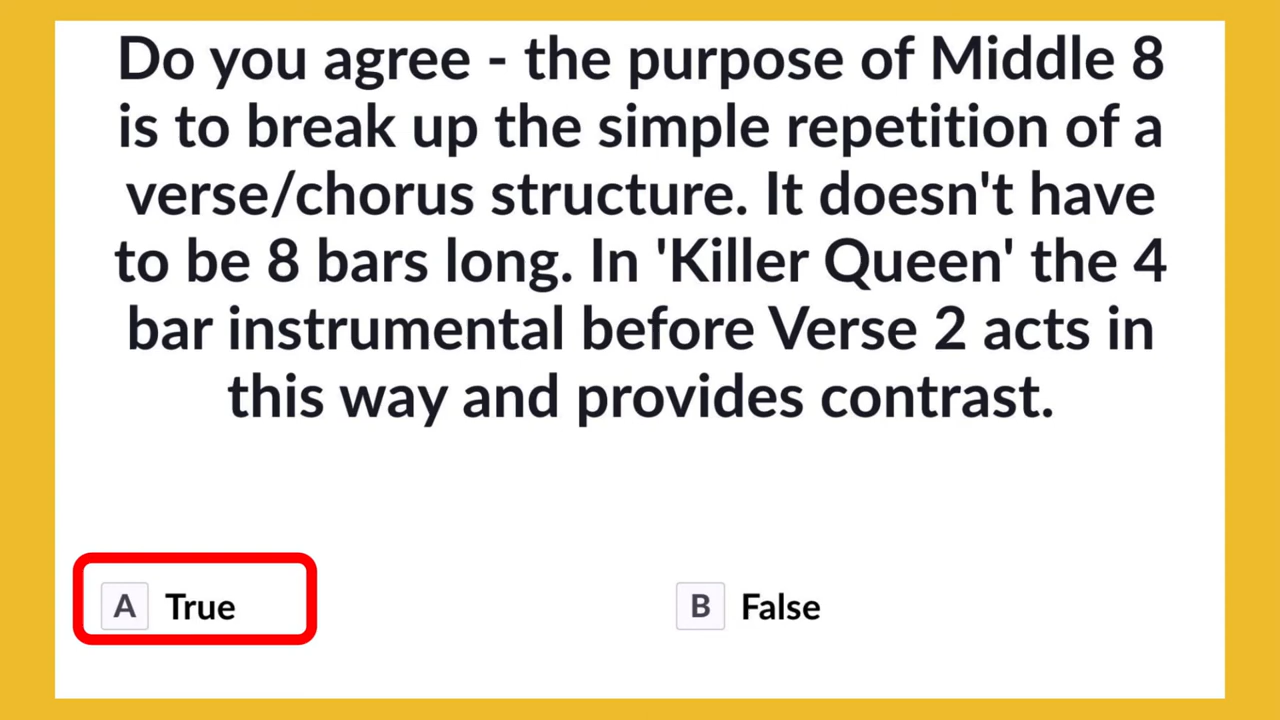 Do you agree - the purpose of Middle 8
is to break up the simple repetition of a
verse/chorus structure. It doesn't have
to be 8 bars long. In 'Killer Queen' the 4
bar instrumental before Verse 2 acts in
this way and provides contrast.
A True
B False